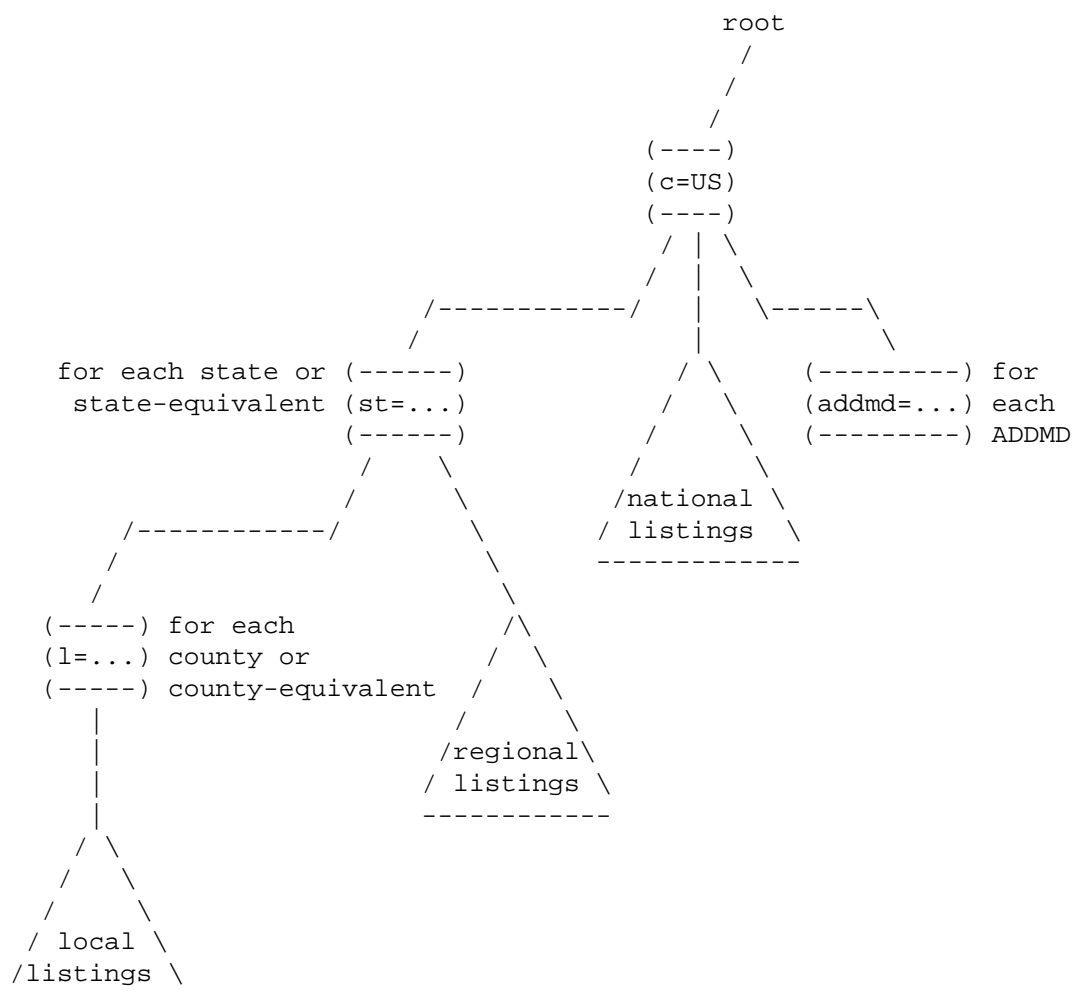 root
                                               /
                                              /
                                             /
                                         (----)
                                         (c=US)
                                         (----)
                                          / | \
                                         /  |  \
                           /------------/   |   \------\
                          /                 |           \
   for each state or (------)              / \      (---------) for
    state-equivalent (st=...)             /   \     (addmd=...) each
                     (------)            /     \    (---------) ADDMD
                      /    \            /       \
                     /      \          /national \
        /------------/       \        / listings  \
       /                      \       -------------
      /                        \
  (-----) for each             /\
  (l=...) county or           /  \
  (-----) county-equivalent  /    \
     |                      /      \
     |                     /regional\
     |                    / listings \
     |                    ------------
    / \
   /   \
  /     \
 / local \
/listings \